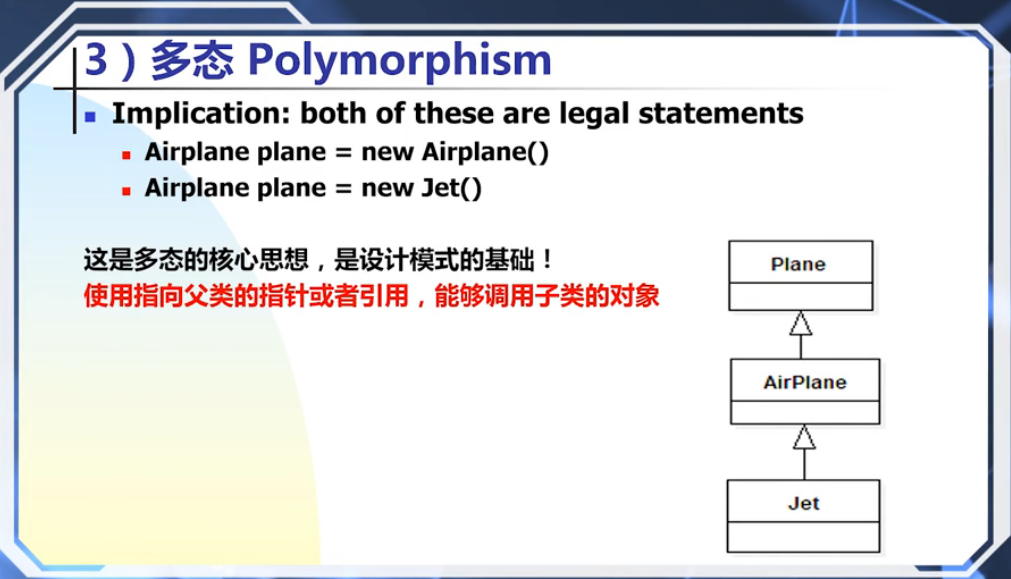 3）多态 Polymorphism
Implication: both of these are legal statements
Airplane plane = new Airplane()
Airplane plane = new Jet()
这是多态的核心思想，是设计模式的基础！
使用指向父类的指针或者引用，能够调用子类的对象
Plane
AirPlane
Jet